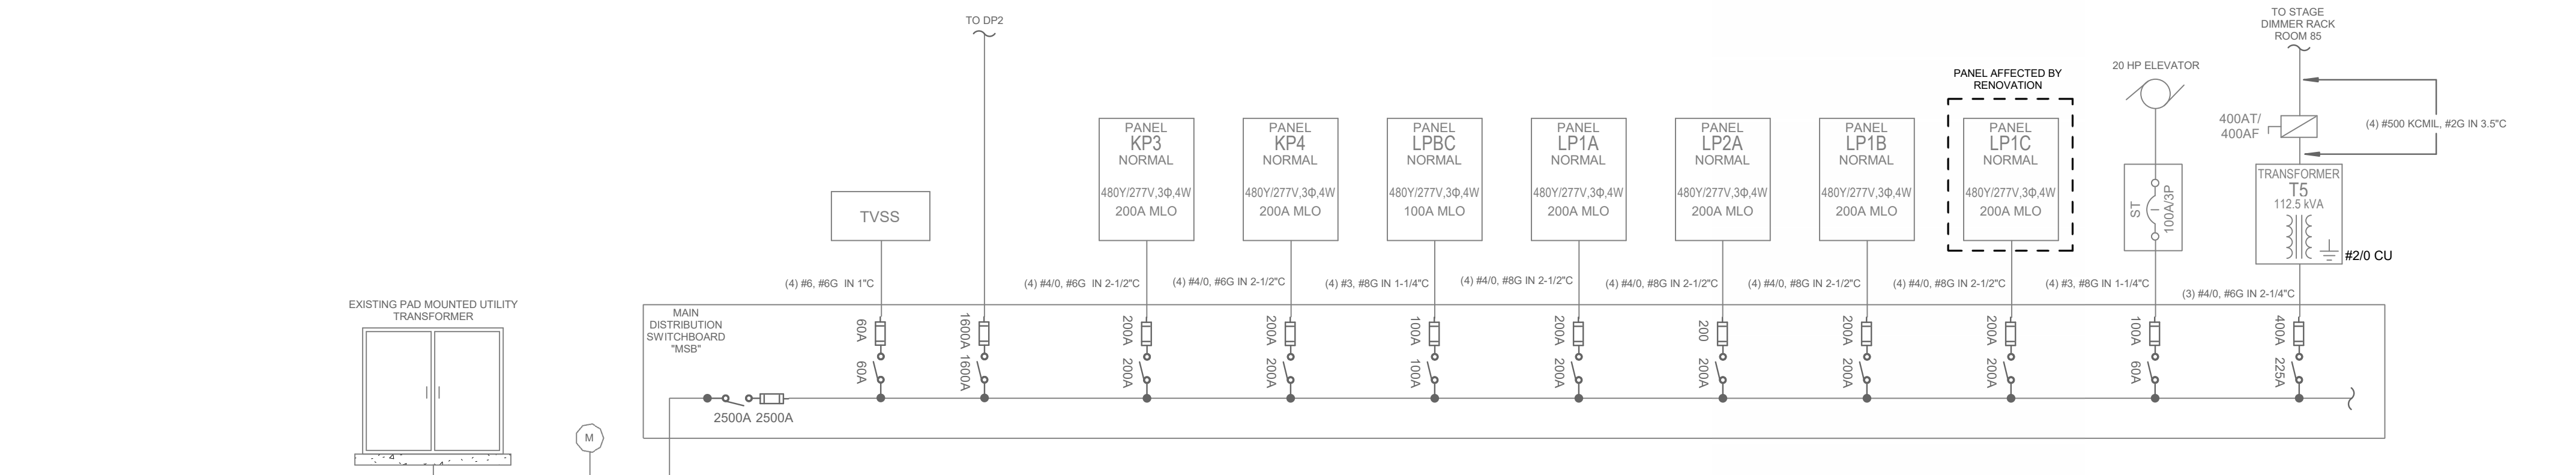 TO DP2
TO STAGE
DIMMER RACK
ROOM 85
20 HP ELEVATOR
PANEL AFFECTED BY
RENOVATION
400AT/
400AF
(4) #500 KCMIL, #2G IN 3.5"C
TVSS
PANEL
KP3
NORMAL
480Y/277V,3Φ,4W
200A MLO
PANEL
KP4
NORMAL
480Y/277V,3Φ,4W
200A MLO
PANEL
LPBC
NORMAL
480Y/277V,3Φ,4W
100A MLO
PANEL
LP1A
NORMAL
480Y/277V,3Φ,4W
200A MLO
PANEL
LP2A
NORMAL
480Y/277V,3Φ,4W
200A MLO
PANEL
LP1B
NORMAL
480Y/277V,3Φ,4W
200A MLO
PANEL
LP1C
NORMAL
480Y/277V,3Φ,4W
200A MLO
ST
100A/3P
TRANSFORMER
T5
112.5 kVA
#2/0 CU
(4) #6, #6G IN 1"C
(4) #4/0, #6G IN 2-1/2"C
(4) #4/0, #6G IN 2-1/2"C
(4) #3, #8G IN 1-1/4"C
(4) #4/0, #8G IN 2-1/2"C
(4) #4/0, #8G IN 2-1/2"C
(4) #4/0, #8G IN 2-1/2"C
(4) #4/0, #8G IN 2-1/2"C
(4) #3, #8G IN 1-1/4"C
(3) #4/0, #6G IN 2-1/4"C
EXISTING PAD MOUNTED UTILITY
TRANSFORMER
MAIN
DISTRIBUTION
SWITCHBOARD
"MSB"
60A
60A
1600A
1600A
200A
200A
200A
200A
100A
100A
200A
200A
200
200A
200A
200A
200A
200A
100A
60A
400A
225A
2500A 2500A
M